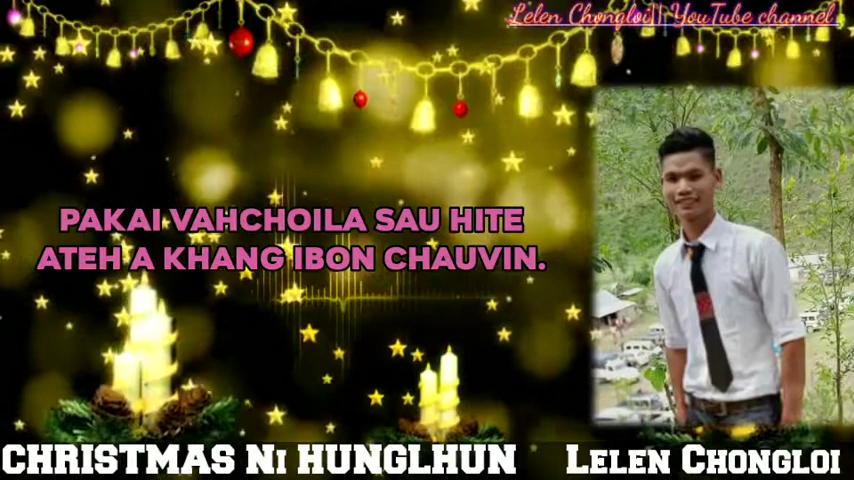 Lelen Chongloi|| YouTube channel
PAKAI VAHCHOILA SAU HITE
ATEH A KHANG IBON CHAUVIN.
CHRISTMAS NI HUNGLHUN
LELEN CHONGLOI